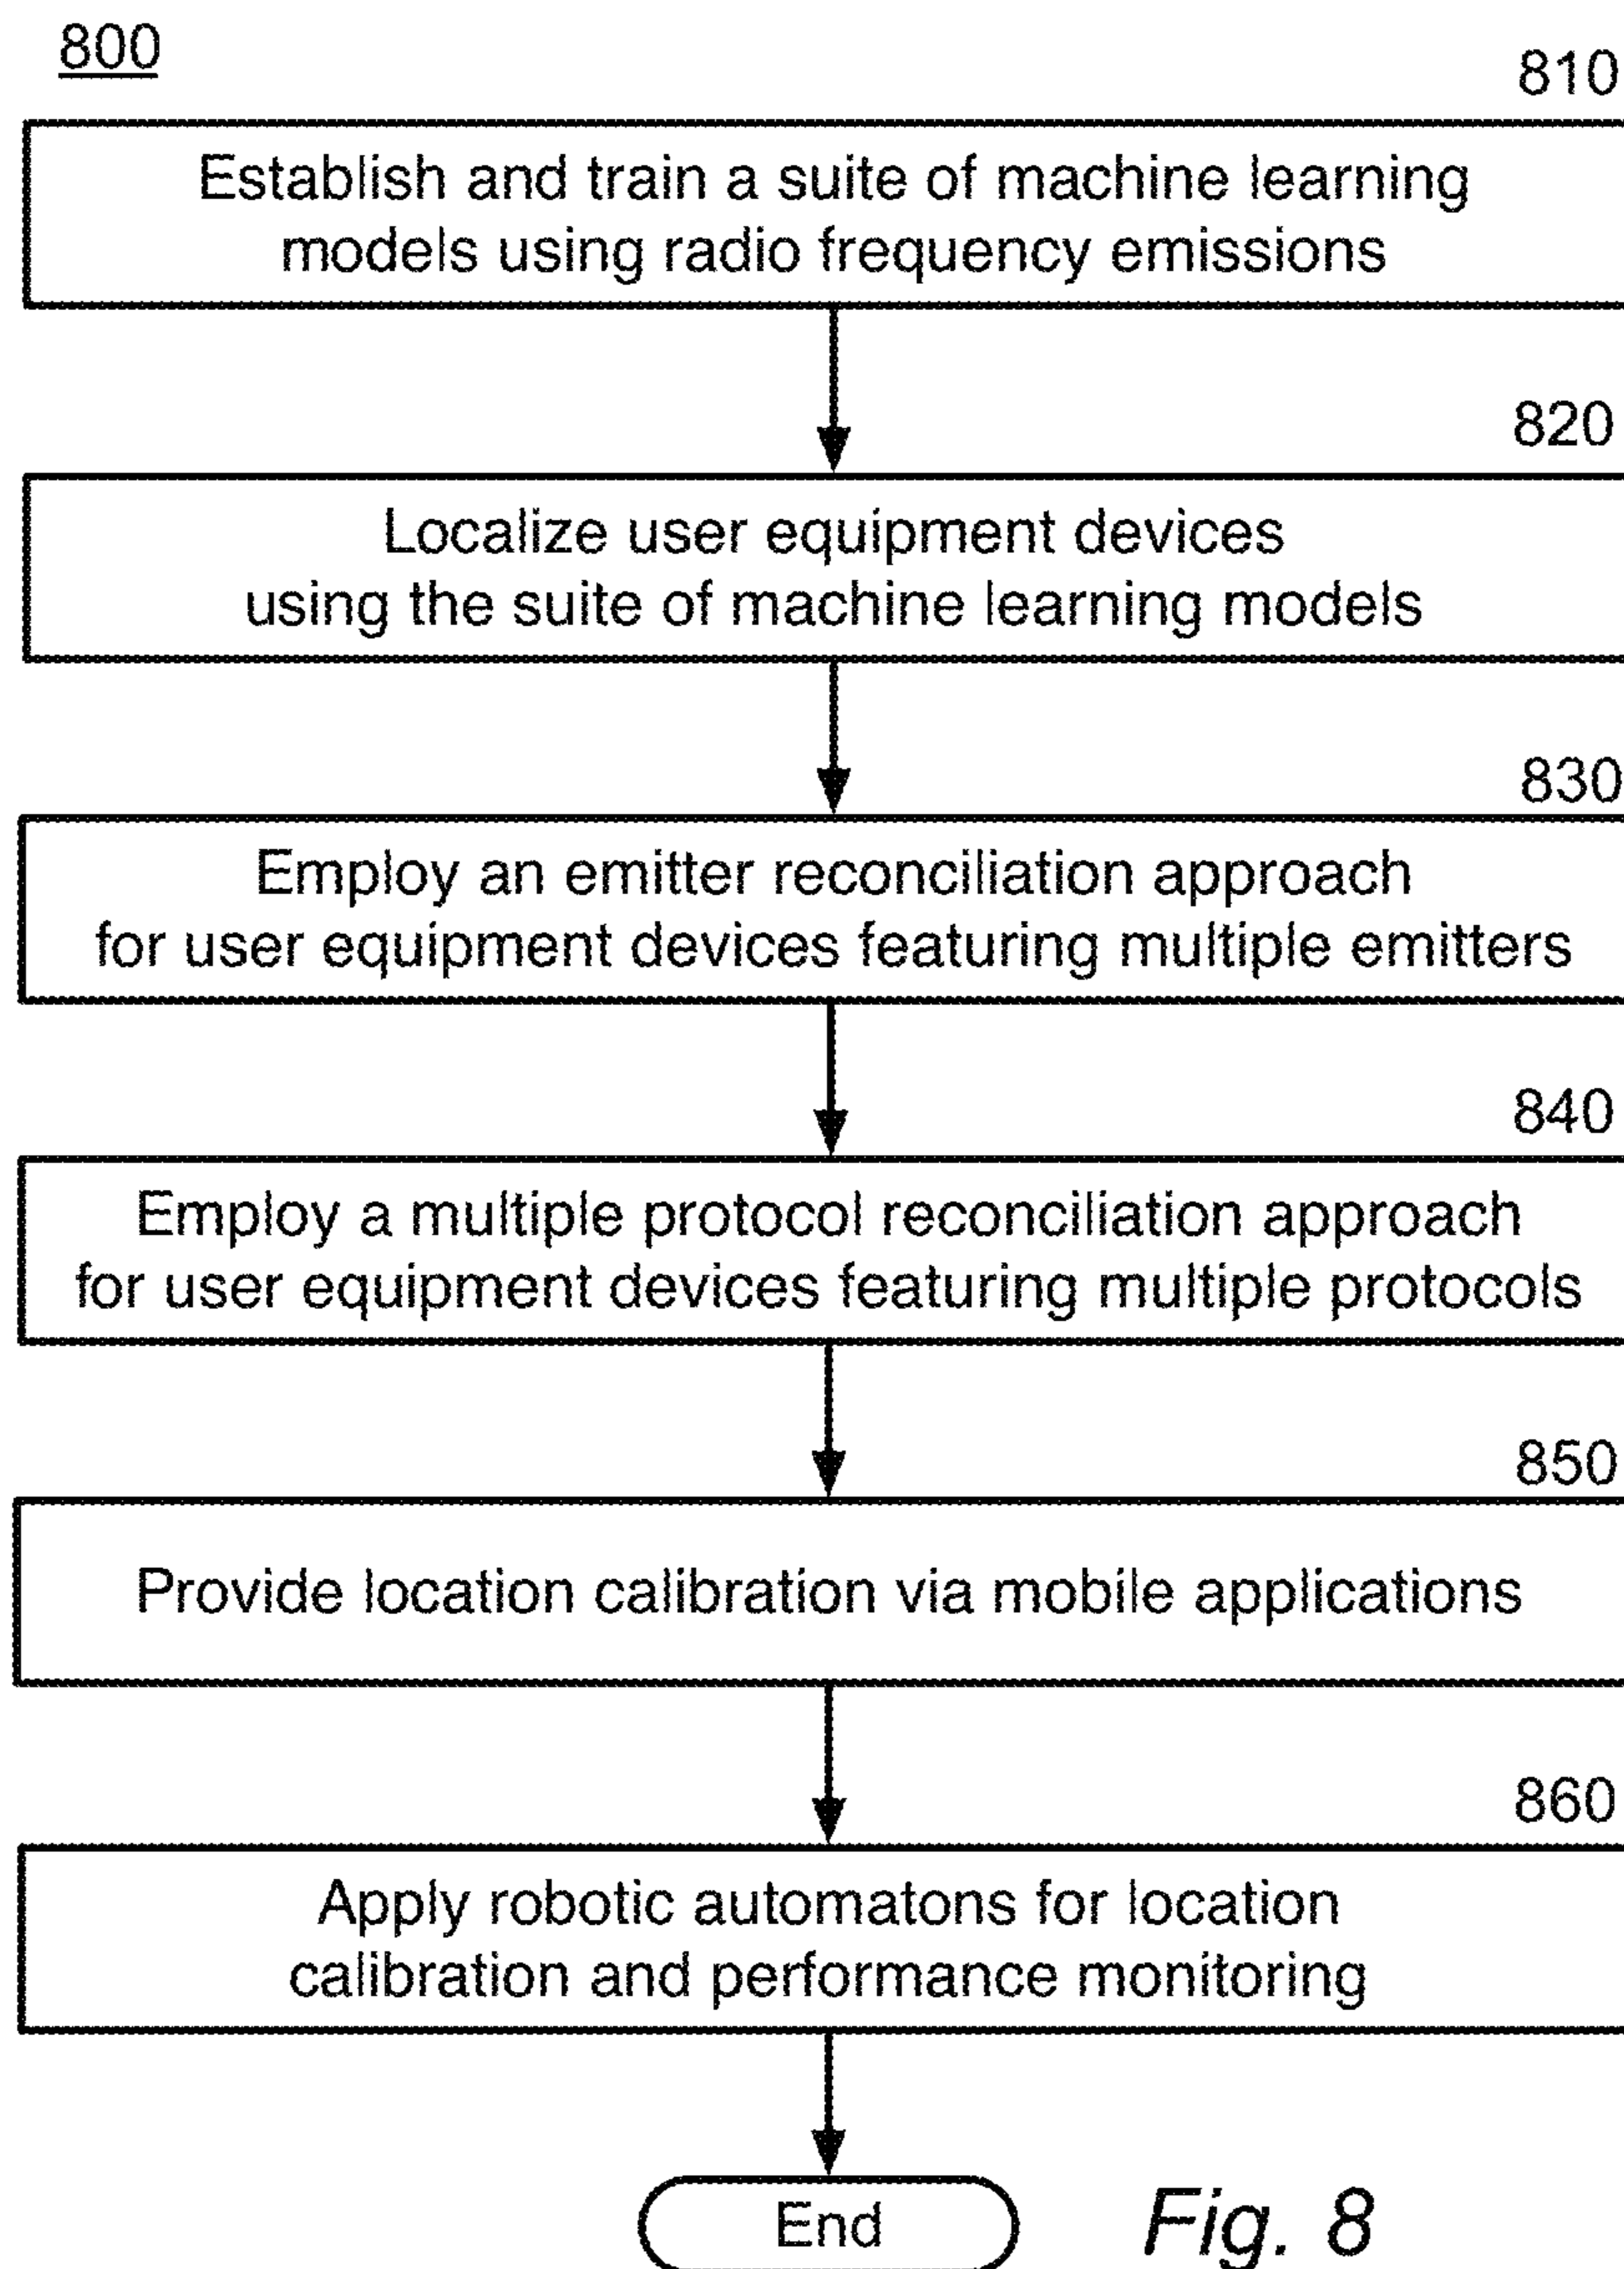 800
810
Establish and train a suite of machine learning
models using radio frequency emissions
820
Localize user equipment devices
using the suite of machine learning models
830
Employ an emitter reconciliation approach
for user equipment devices featuring multiple emitters
840
Employ a multiple protocol reconciliation approach
for user equipment devices featuring multiple protocols
850
Provide location calibration via mobile applications
860
Apply robotic automatons for location
calibration and performance monitoring
End
Fig. 8